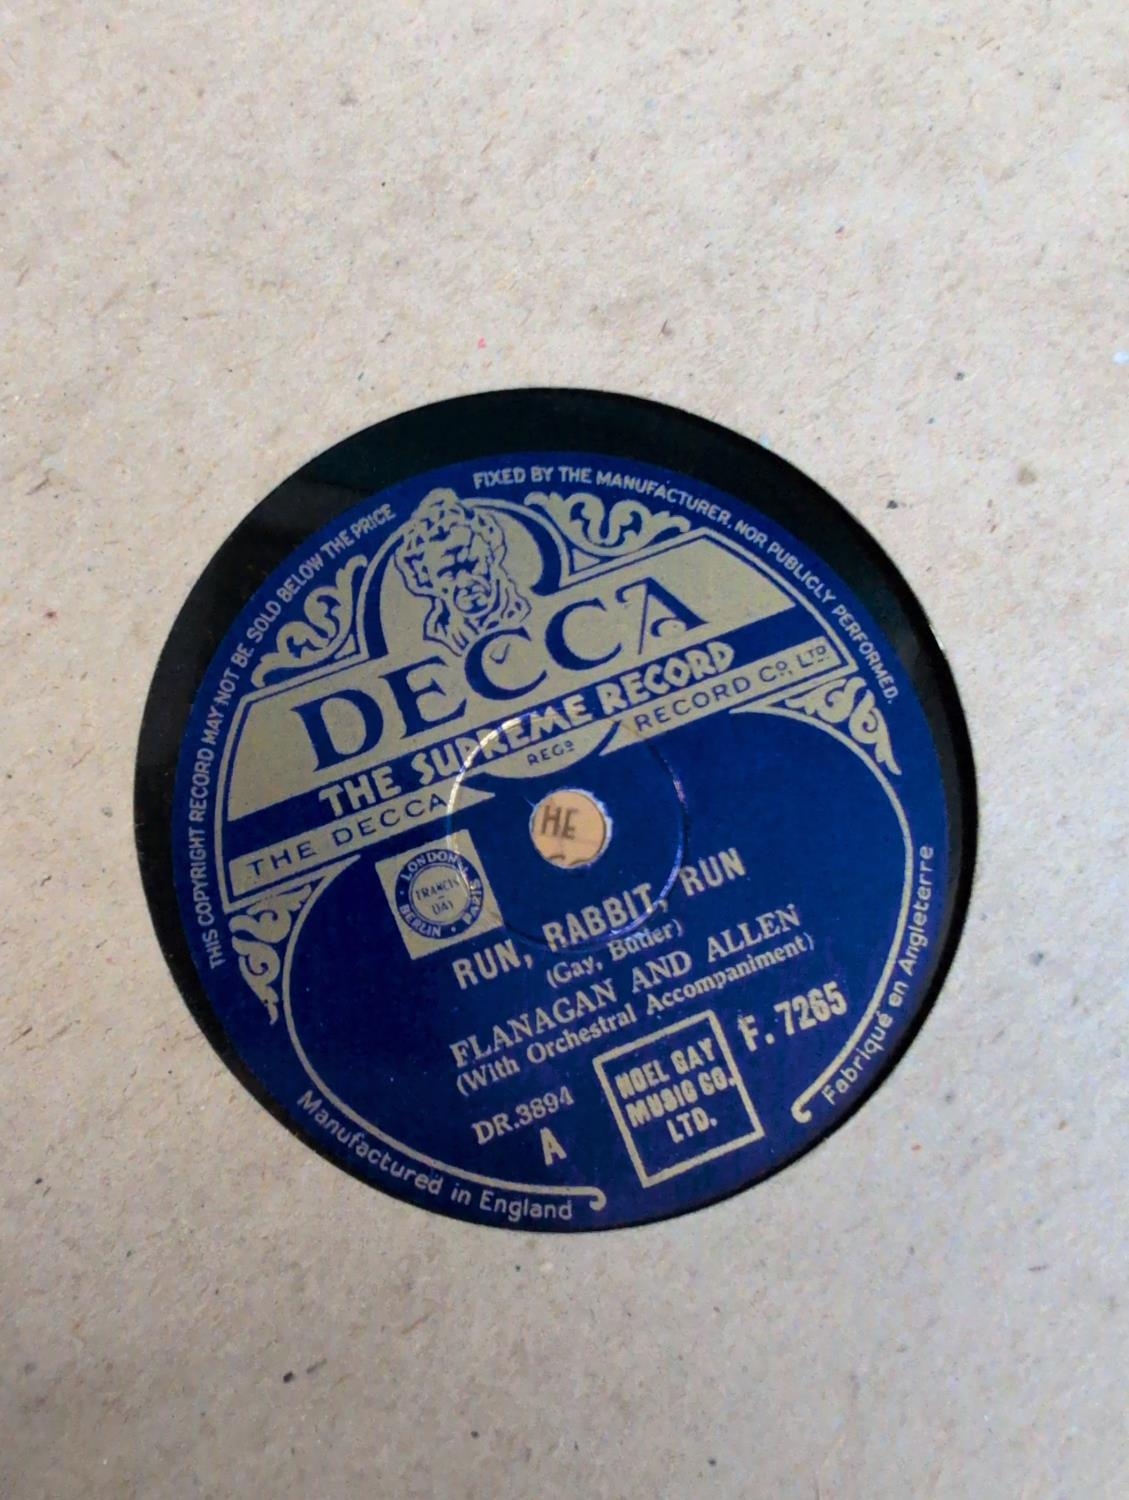 THIS COPYRIGHT RECORD MAY NOT BE SOLD BELOW THE PRICE FIXED BY THE MANUFACTURER, NOR PUBLICLY PERFORMED.
DECCA
THE SUPREME RECORD
REGD
THE DECCA RECORD CO. LTD.
HE
LONDON
FRANCIS
DAY
BERLIN · PARIS
RUN, RABBIT, RUN
(Gay, Butler)
FLANAGAN AND ALLEN
(With Orchestral Accompaniment)
F. 7265
DR.3894
A
NOEL GAY
MUSIC CO.
LTD.
Manufactured in England
Fabriqué en Angleterre